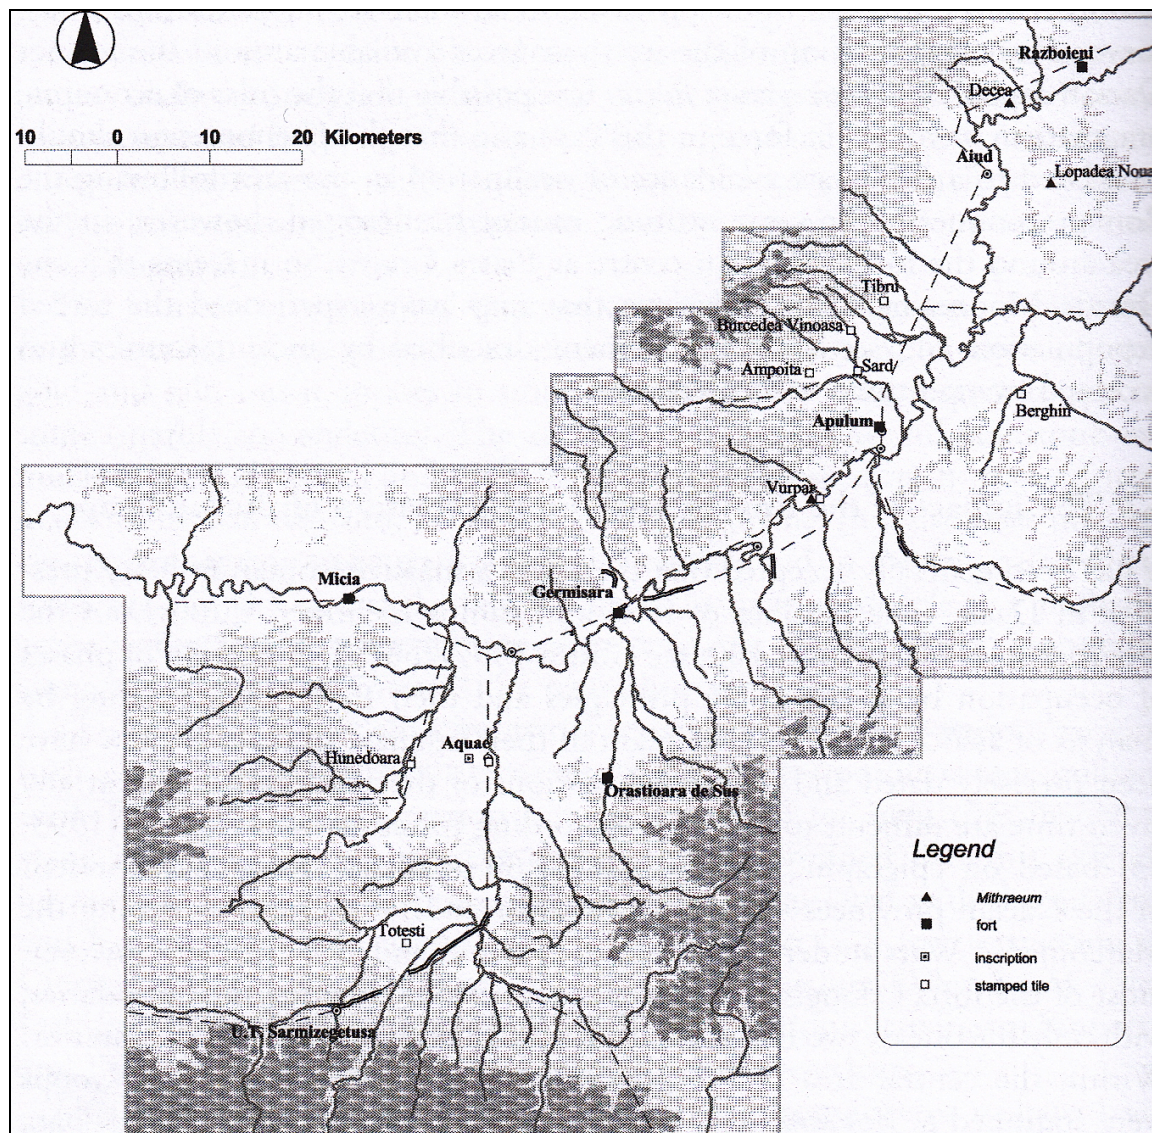 10 0 10 20 Kilometers
Razboieni
Decea
Aiud
Lopadea Noua
Tibru
Burcedea Vinoasa
Sard
Ampoita
Berghin
Apulum
Vurpar
Micia
Germisara
Aquae
Hunedoara
Orastioara de Sus
Totesti
U.T. Sarmizegetusa
Legend
Mithraeum
fort
inscription
stamped tile